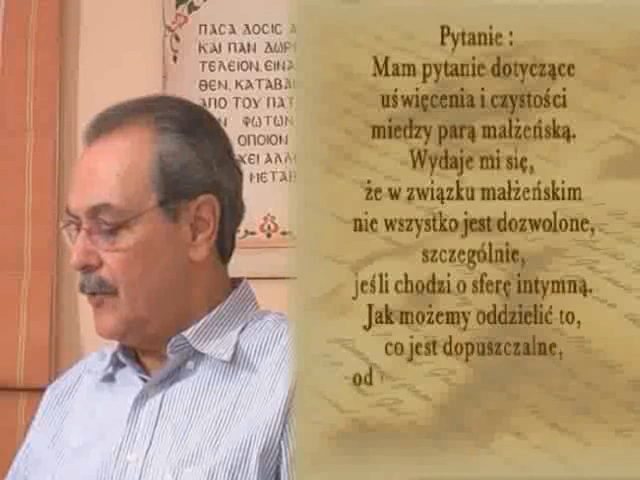 ΠΑΣΑ ΔΟΣΙΣ Α
ΚΑΙ ΠΑΝ ΔΩΡ
ΤΕΛΕΙΟΝ, ΕΙΝΑ
ΘΕΝ, ΚΑΤΑΒΑ
ΑΠΟ ΤΟΥ ΠΑΤ
Ν ΦΩΤΩΝ
ΟΠΟΙΟΝ
ΧΕΙ ΑΛΛ
ΜΕΤΑΒ
Pytanie :
Mam pytanie dotyczące
uświęcenia i czystości
miedzy parą małżeńską.
Wydaje mi się,
że w związku małżeńskim
nie wszystko jest dozwolone,
szczególnie,
jeśli chodzi o sferę intymną.
Jak możemy oddzielić to,
co jest dopuszczalne,
od